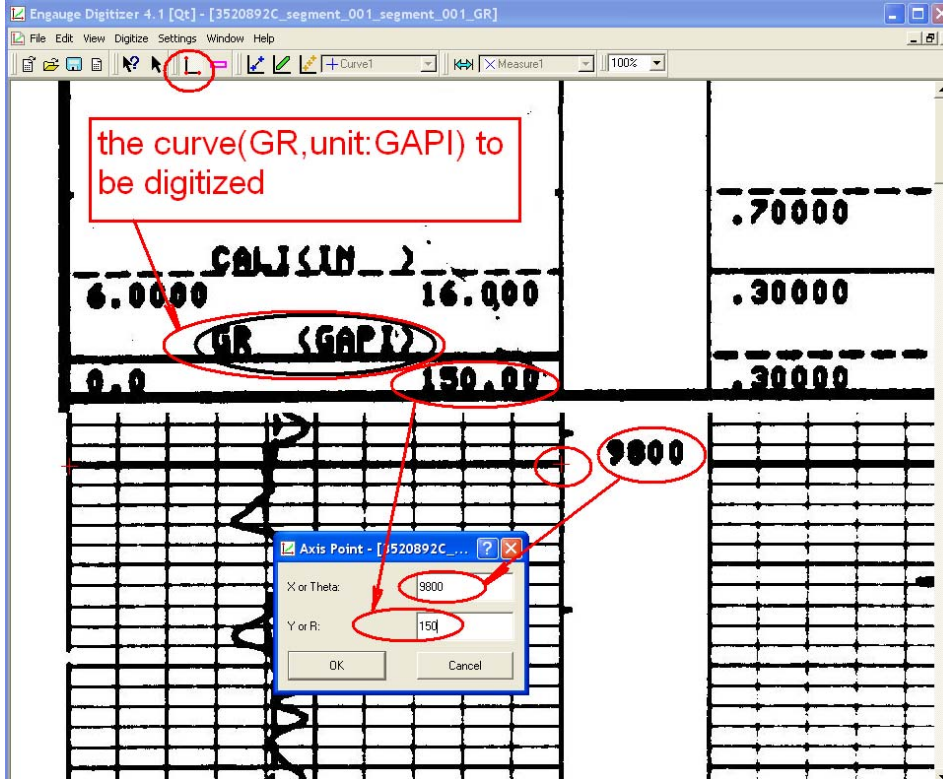 Engauge Digitizer 4.1 [Qt] - [3520892C_segment_001_segment_001_GR]
File Edit View Digitize Settings Window Help
Curve1 Measure1 100%
the curve(GR,unit:GAPI) to
be digitized
.70000
CALI(IN )
6.0000 16.000 .30000
GR (GAPI)
0.0 150.00 .30000
9800
Axis Point - [3520892C_...
X or Theta: 9800
Y or R: 150
OK Cancel